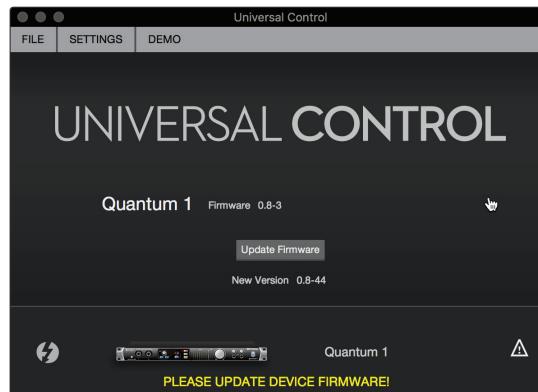 Universal Control
FILE SETTINGS DEMO
UNIVERSAL CONTROL
Quantum 1 Firmware 0.8-3
Update Firmware
New Version 0.8-44
Quantum 1
PLEASE UPDATE DEVICE FIRMWARE!